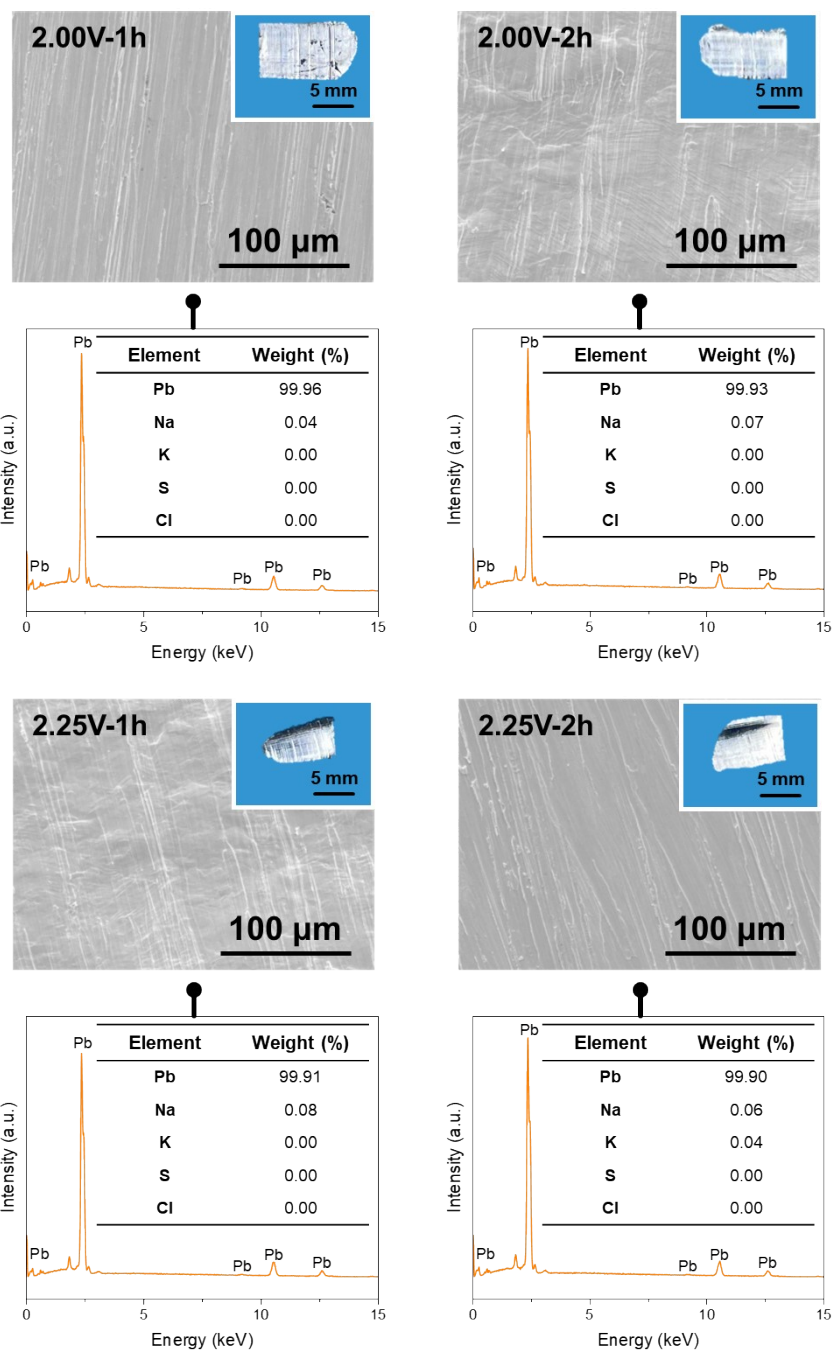 2.00V-1h
5 mm
100 µm
Pb
Element Weight (%)
Pb 99.96
Na 0.04
K 0.00
S 0.00
Cl 0.00
Pb
Pb
Pb
Pb
Intensity (a.u.)
0 5 10 15
Energy (keV)
2.00V-2h
5 mm
100 µm
Pb
Element Weight (%)
Pb 99.93
Na 0.07
K 0.00
S 0.00
Cl 0.00
Pb
Pb
Pb
Pb
Intensity (a.u.)
0 5 10 15
Energy (keV)
2.25V-1h
5 mm
100 µm
Pb
Element Weight (%)
Pb 99.91
Na 0.08
K 0.00
S 0.00
Cl 0.00
Pb
Pb
Pb
Pb
Intensity (a.u.)
0 5 10 15
Energy (keV)
2.25V-2h
5 mm
100 µm
Pb
Element Weight (%)
Pb 99.90
Na 0.06
K 0.04
S 0.00
Cl 0.00
Pb
Pb
Pb
Pb
Intensity (a.u.)
0 5 10 15
Energy (keV)